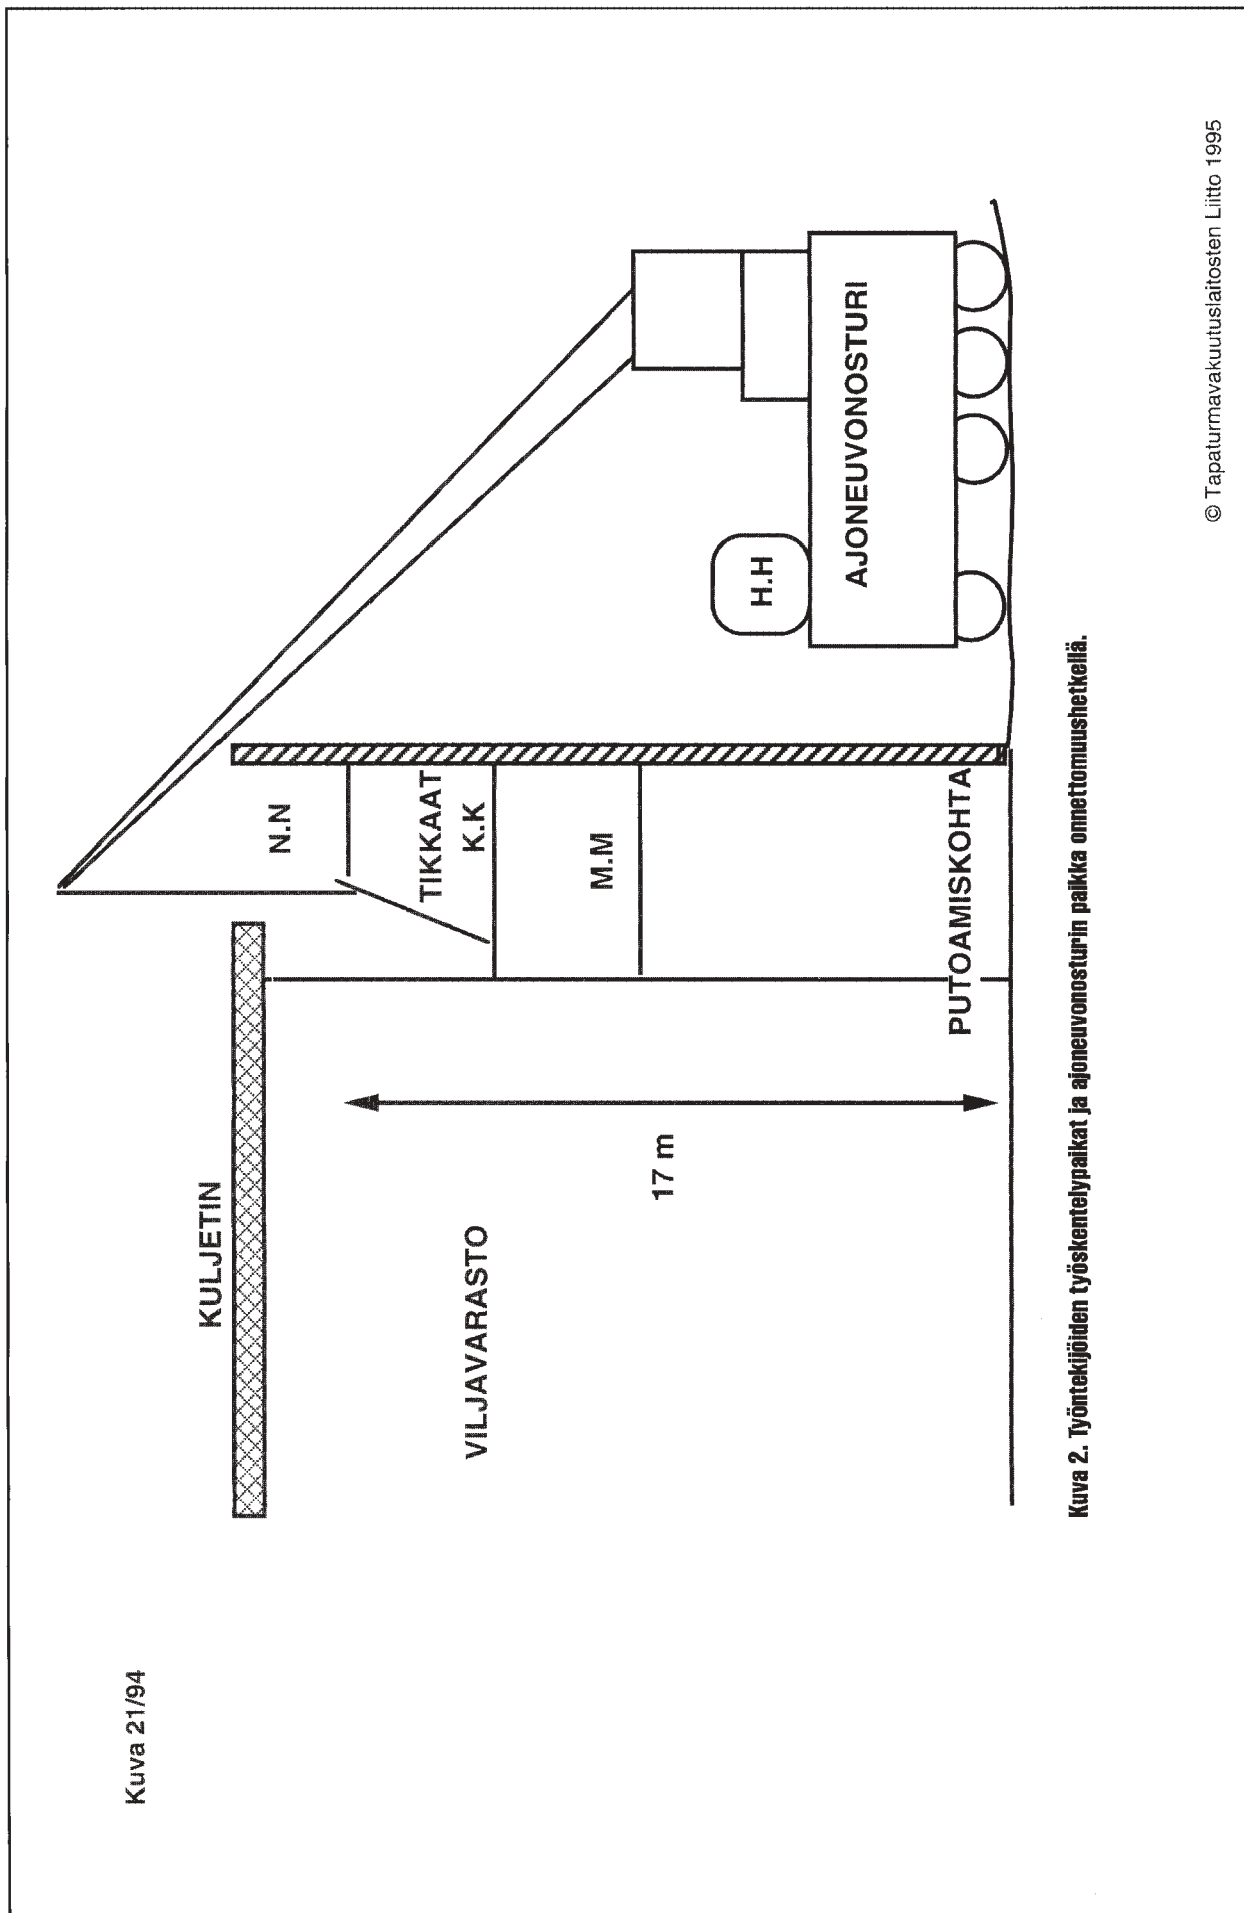 Kuva 21/94
KULJETIN
N.N
TIKKAAT
K.K
VILJAVARASTO
M.M
H.H
17 m
AJONEUVONOSTURI
PUTOAMISKOHTA
Kuva 2. Työntekijöiden työskentelypaikat ja ajoneuvonosturin paikka onnettomuushetkellä.
© Tapaturmavakuutuslaitosten Liitto 1995